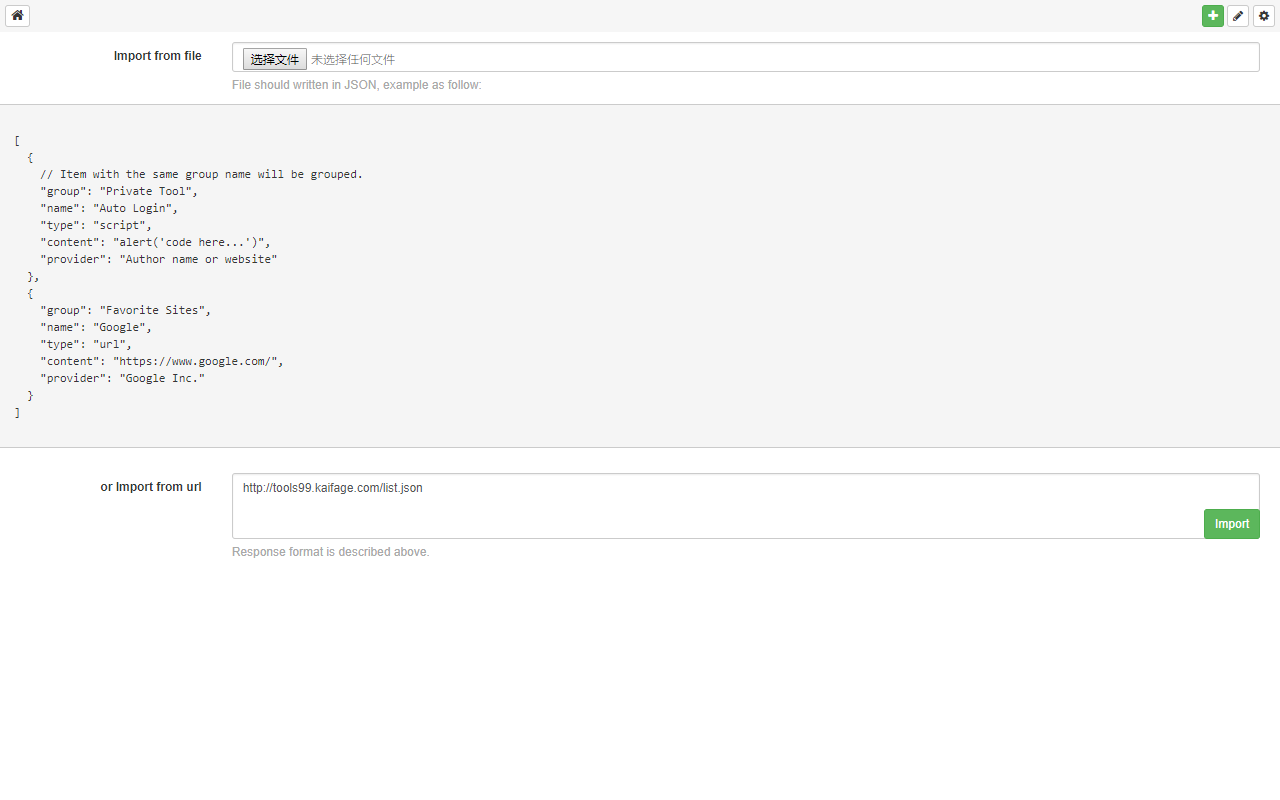 Import from file
选择文件 未选择任何文件
File should written in JSON, example as follow:
[
  {
    // Item with the same group name will be grouped.
    "group": "Private Tool",
    "name": "Auto Login",
    "type": "script",
    "content": "alert('code here...')",
    "provider": "Author name or website"
  },
  {
    "group": "Favorite Sites",
    "name": "Google",
    "type": "url",
    "content": "https://www.google.com/",
    "provider": "Google Inc."
  }
]
or Import from url
http://tools99.kaifage.com/list.json
Import
Response format is described above.